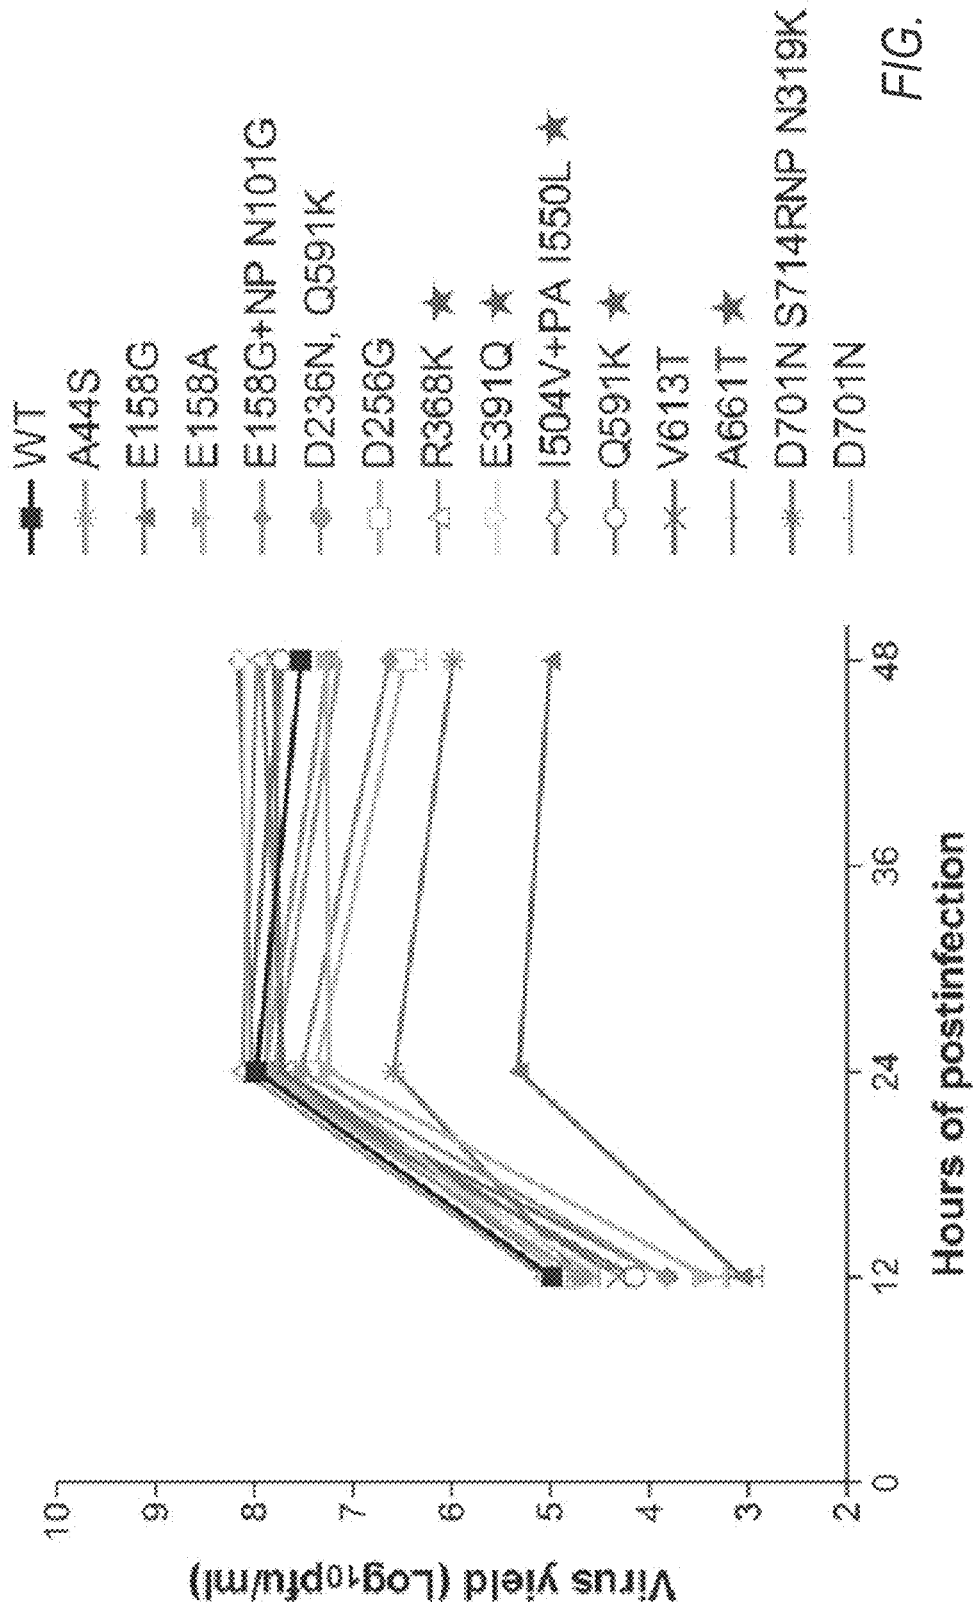 Virus yield (Log10pfu/ml)
10
9
8
7
6
5
4
3
2
0
12
24
36
48
Hours of postinfection
WT
A44S
E158G
E158A
E158G+NP N101G
D236N, Q591K
D256G
R368K ★
E391Q ★
I504V+PA I550L ★
Q591K ★
V613T
A661T ★
D701N S714RNP N319K
D701N
FIG.